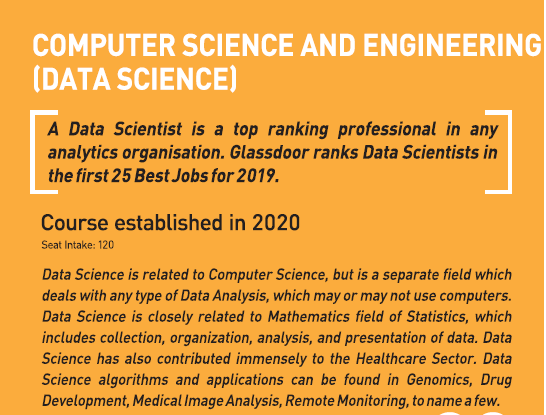 COMPUTER SCIENCE AND ENGINEERING
(DATA SCIENCE)
A Data Scientist is a top ranking professional in any
analytics organisation. Glassdoor ranks Data Scientists in
the first 25 Best Jobs for 2019.
Course established in 2020
Seat Intake: 120
Data Science is related to Computer Science, but is a separate field which
deals with any type of Data Analysis, which may or may not use computers.
Data Science is closely related to Mathematics field of Statistics, which
includes collection, organization, analysis, and presentation of data. Data
Science has also contributed immensely to the Healthcare Sector. Data
Science algorithms and applications can be found in Genomics, Drug
Development, Medical Image Analysis, Remote Monitoring, to name a few.